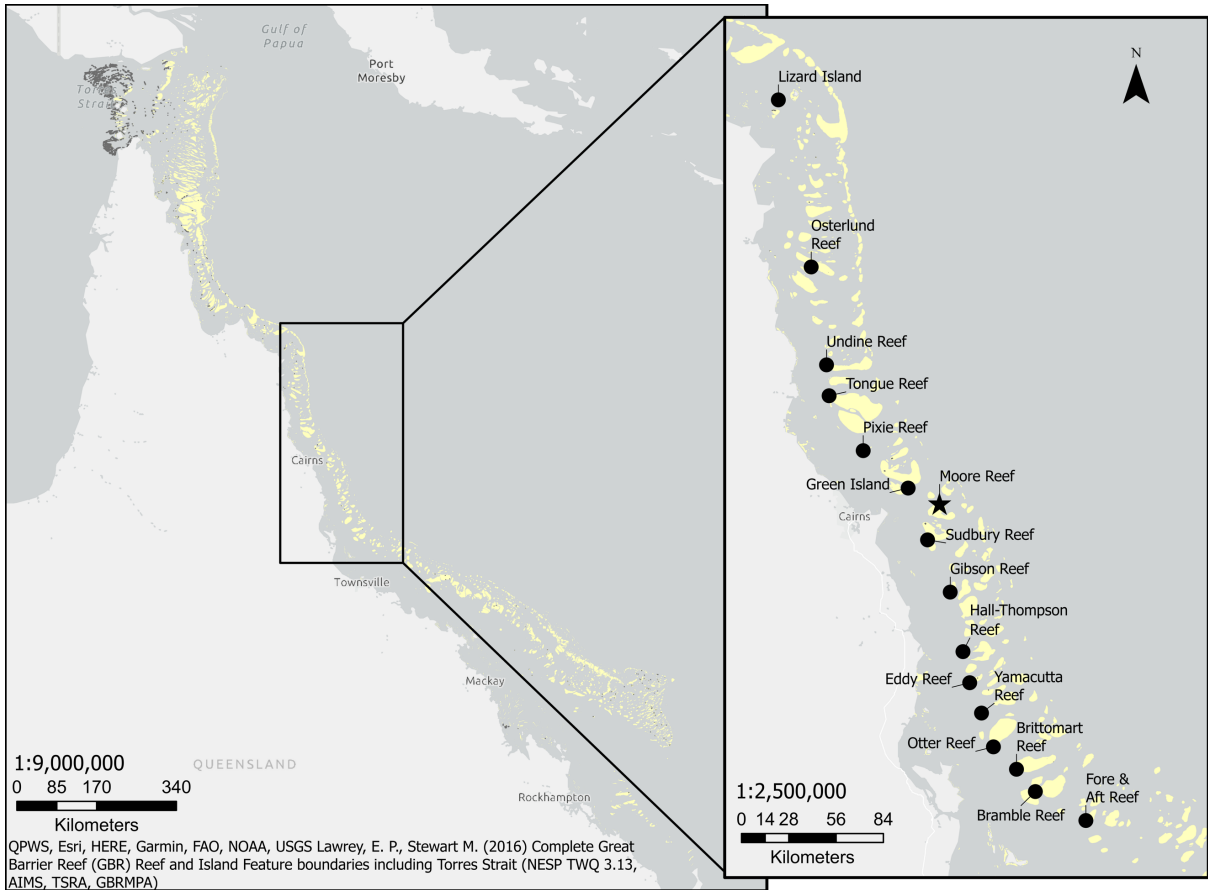 Gulf of
Papua
Port
Moresby
Torres
Strait
Cairns
Townsville
Mackay
QUEENSLAND
Rockhampton
1:9,000,000
0 85 170 340
Kilometers
QPWS, Esri, HERE, Garmin, FAO, NOAA, USGS Lawrey, E. P., Stewart M. (2016) Complete Great
Barrier Reef (GBR) Reef and Island Feature boundaries including Torres Strait (NESP TWQ 3.13,
AIMS, TSRA, GBRMPA)
N
Lizard Island
Osterlund
Reef
Undine Reef
Tongue Reef
Pixie Reef
Green Island
Moore Reef
Cairns
Sudbury Reef
Gibson Reef
Hall-Thompson
Reef
Eddy Reef
Yamacutta
Reef
Otter Reef
Brittomart
Reef
Bramble Reef
Fore &
Aft Reef
1:2,500,000
0 14 28 56 84
Kilometers